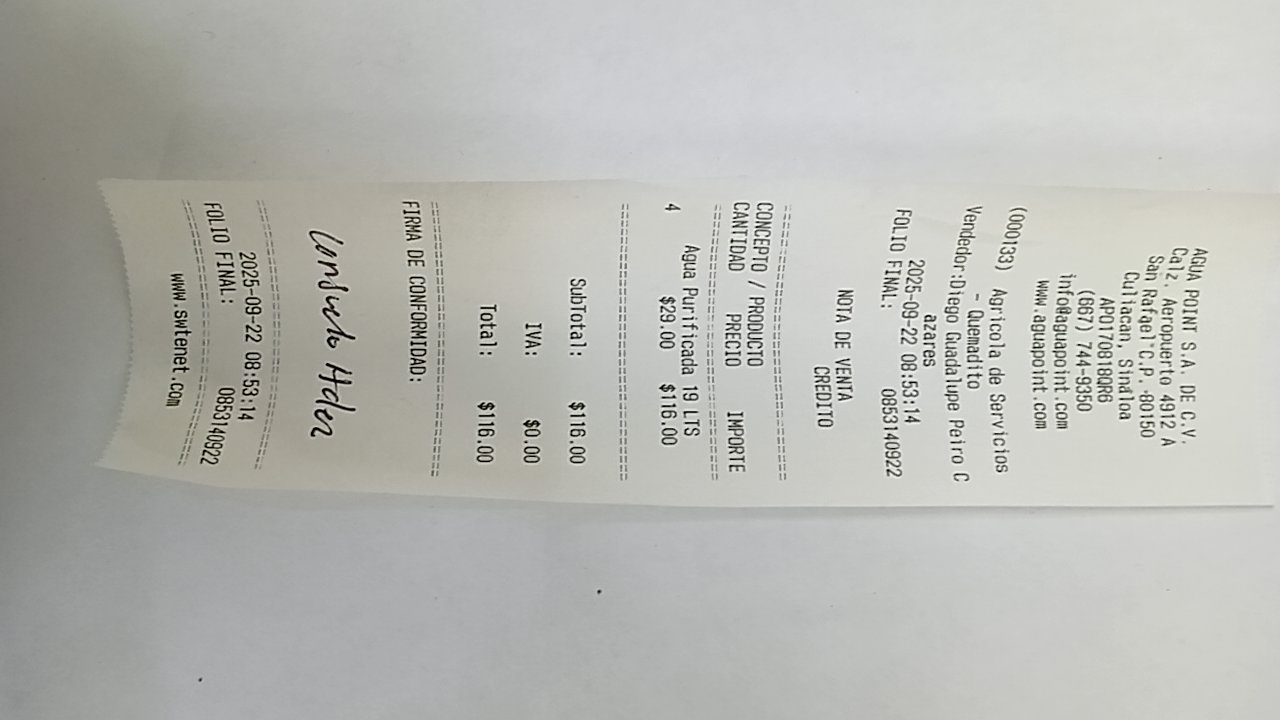 AGUA POINT S.A. DE C.V.
Calz. Aeropuerto 4912 A
San Rafael C.P. 80150
Culiacan, Sinaloa
APO170818QR6
(667) 744-9350
info@aguapoint.com
www.aguapoint.com
(000133) Agricola de Servicios
- Quemadito
Vendedor:Diego Guadalupe Peiro C
azares
2025-09-22 08:53:14
FOLIO FINAL: 0853140922
NOTA DE VENTA
CREDITO
CONCEPTO / PRODUCTO
CANTIDAD PRECIO IMPORTE
Agua Purificada 19 LTS
4 $29.00 $116.00
SubTotal: $116.00
IVA: $0.00
Total: $116.00
FIRMA DE CONFORMIDAD:
2025-09-22 08:53:14
FOLIO FINAL: 0853140922
www.swtenet.com